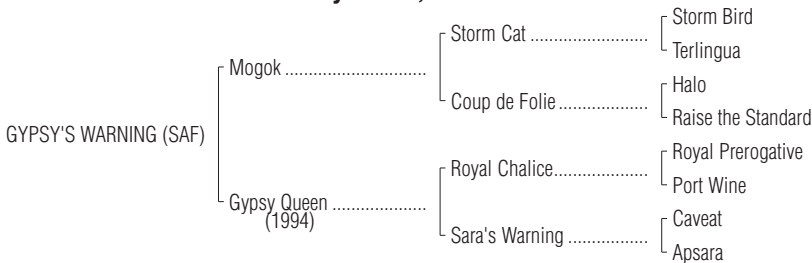 Storm Bird
Storm Cat ........................
Terlingua
Mogok .............................
Halo
Coup de Folie ..................
Raise the Standard
GYPSY'S WARNING (SAF)
Royal Prerogative
Royal Chalice...................
Port Wine
Gypsy Queen ...................
(1994)
Caveat
Sara's Warning ................
Apsara